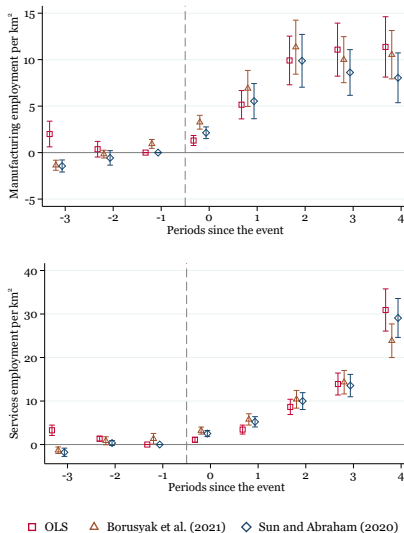 Manufacturing employment per km²
15
10
5
0
-5
-3 -2 -1 0 1 2 3 4
Periods since the event
Services employment per km²
40
30
20
10
0
-3 -2 -1 0 1 2 3 4
Periods since the event
OLS Borusyak et al. (2021) Sun and Abraham (2020)